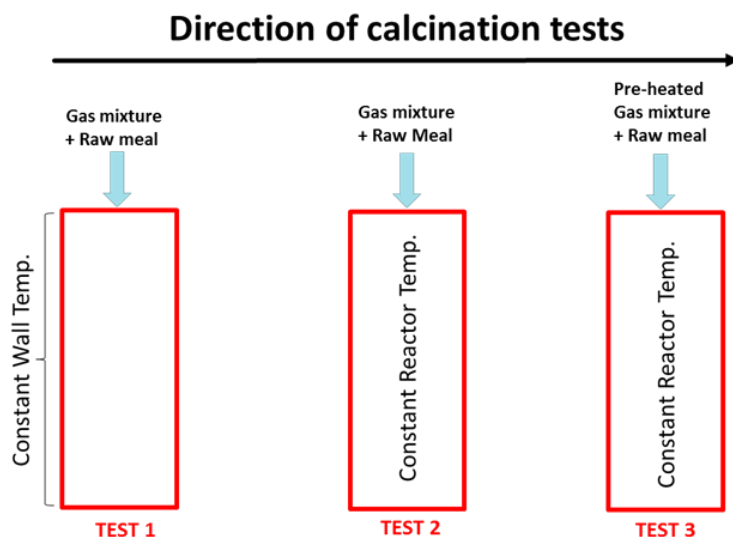 Direction of calcination tests
Gas mixture
+ Raw meal
Gas mixture
+ Raw Meal
Pre-heated
Gas mixture
+ Raw meal
Constant Wall Temp.
Constant Reactor Temp.
Constant Reactor Temp.
TEST 1
TEST 2
TEST 3